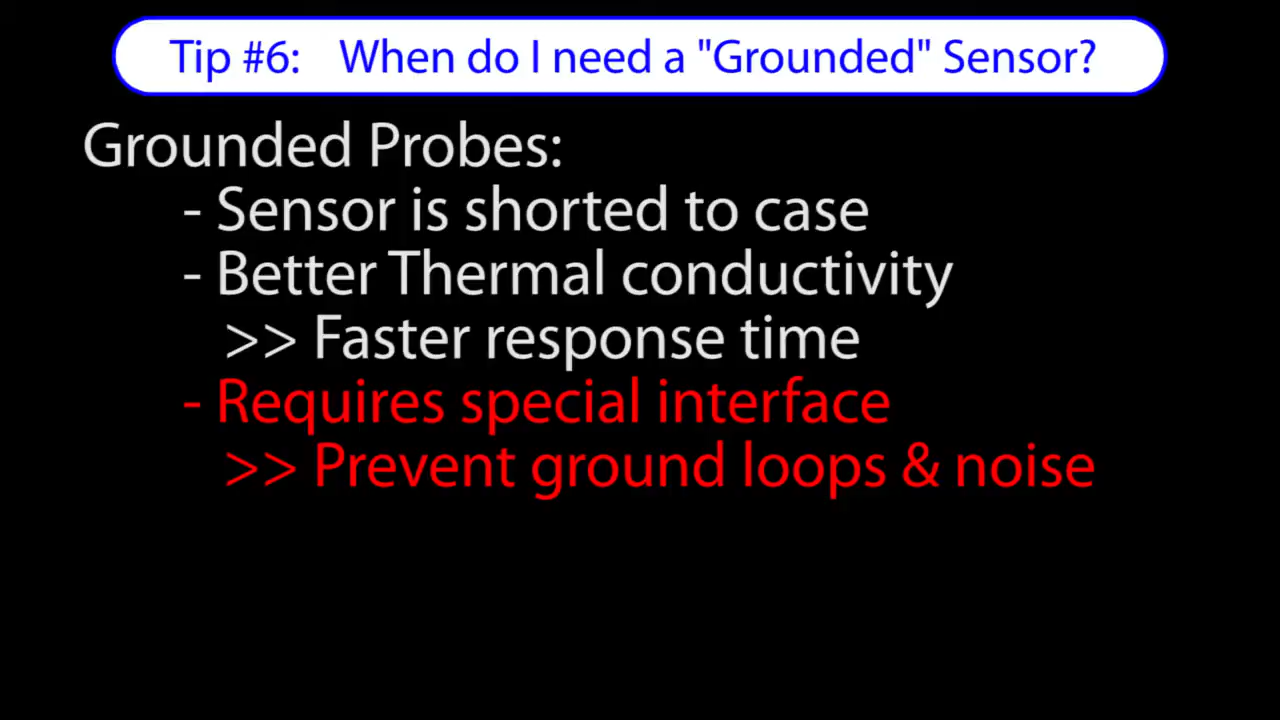 Tip #6: When do I need a "Grounded" Sensor?
Grounded Probes:
- Sensor is shorted to case
- Better Thermal conductivity
>> Faster response time
- Requires special interface
>> Prevent ground loops & noise